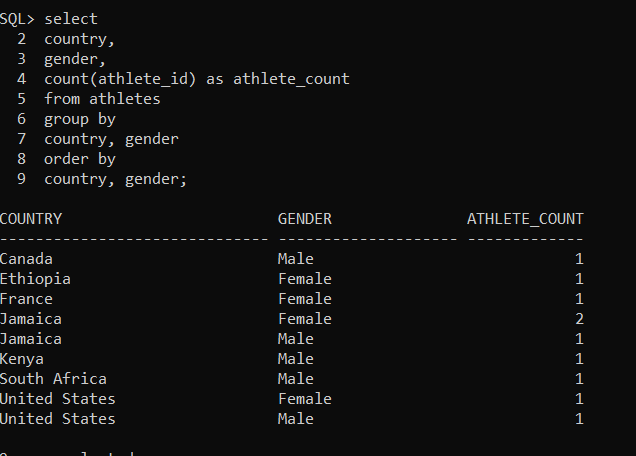 SQL> select
2 country,
3 gender,
4 count(athlete_id) as athlete_count
5 from athletes
6 group by
7 country, gender
8 order by
9 country, gender;
COUNTRY GENDER ATHLETE_COUNT
------------------------------ -------------------- -------------
Canada Male 1
Ethiopia Female 1
France Female 1
Jamaica Female 2
Jamaica Male 1
Kenya Male 1
South Africa Male 1
United States Female 1
United States Male 1